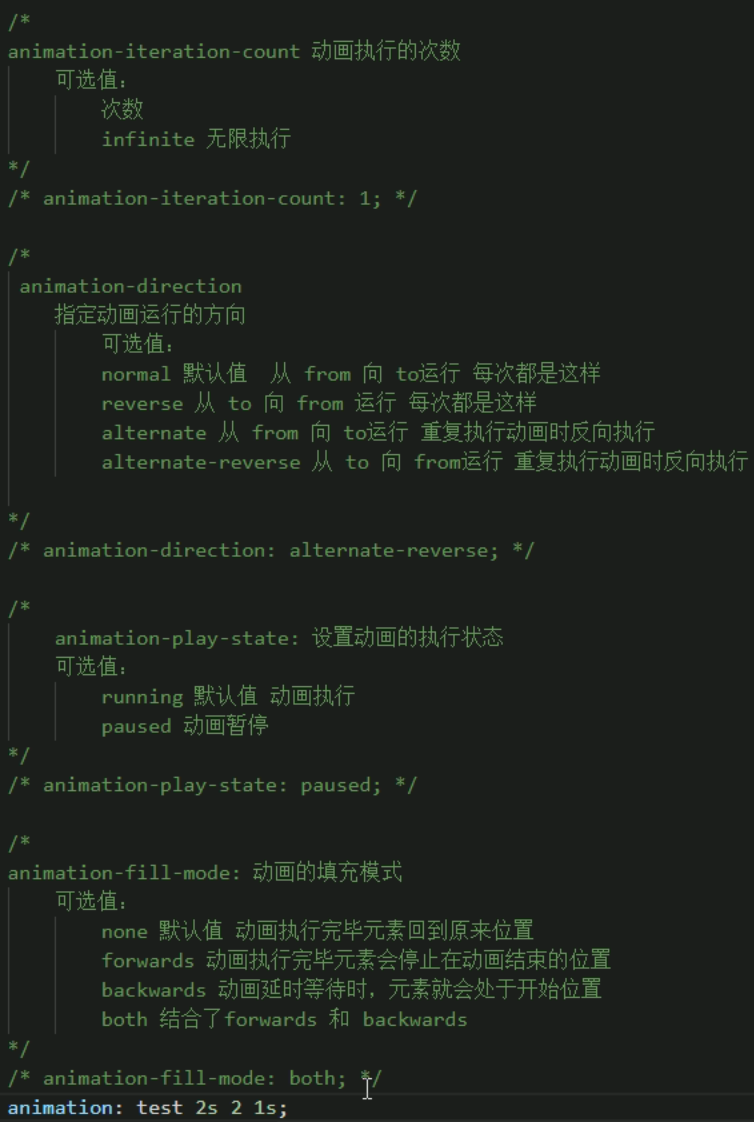 /*
animation-iteration-count 动画执行的次数
可选值：
次数
infinite 无限执行
*/
/* animation-iteration-count: 1; */
/*
animation-direction
指定动画运行的方向
可选值：
normal 默认值  从 from 向 to运行 每次都是这样
reverse 从 to 向 from 运行 每次都是这样
alternate 从 from 向 to运行 重复执行动画时反向执行
alternate-reverse 从 to 向 from运行 重复执行动画时反向执行
*/
/* animation-direction: alternate-reverse; */
/*
animation-play-state: 设置动画的执行状态
可选值：
running 默认值 动画执行
paused 动画暂停
*/
/* animation-play-state: paused; */
/*
animation-fill-mode: 动画的填充模式
可选值：
none 默认值 动画执行完毕元素回到原来位置
forwards 动画执行完毕元素会停止在动画结束的位置
backwards 动画延时等待时，元素就会处于开始位置
both 结合了forwards 和 backwards
*/
/* animation-fill-mode: both; */
animation: test 2s 2 1s;